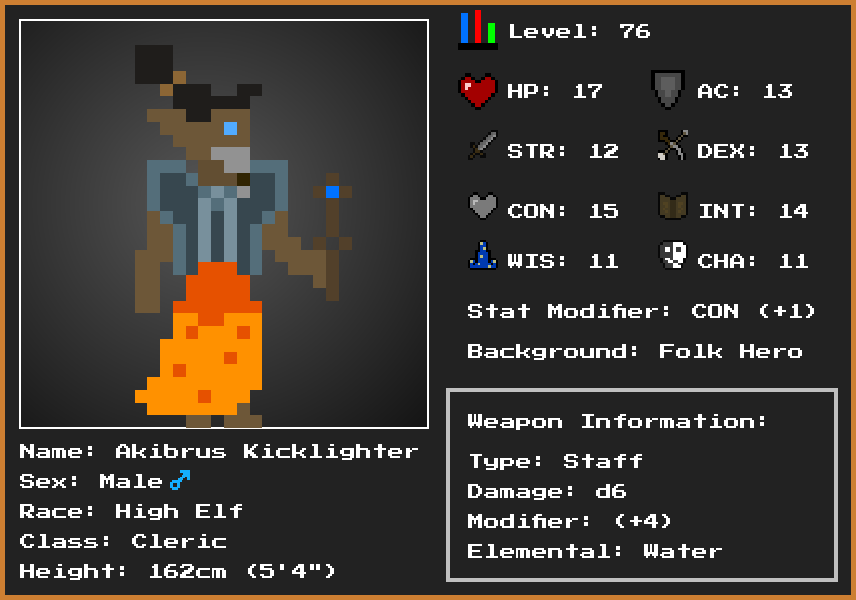 Level: 76
HP: 17 AC: 13
STR: 12 DEX: 13
CON: 15 INT: 14
WIS: 11 CHA: 11
Stat Modifier: CON (+1)
Background: Folk Hero
Weapon Information:
Type: Staff
Damage: d6
Modifier: (+4)
Elemental: Water
Name: Akibrus Kicklighter
Sex: Male ♂
Race: High Elf
Class: Cleric
Height: 162cm (5'4")